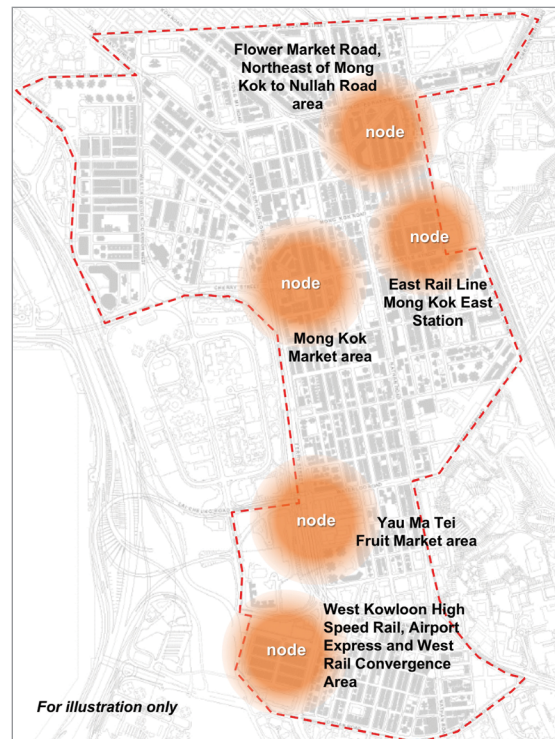 Flower Market Road,
Northeast of Mong
Kok to Nullah Road
area
node
node
East Rail Line
Mong Kok East
Station
node
Mong Kok
Market area
node
Yau Ma Tei
Fruit Market area
node
West Kowloon High
Speed Rail, Airport
Express and West
Rail Convergence
Area
For illustration only